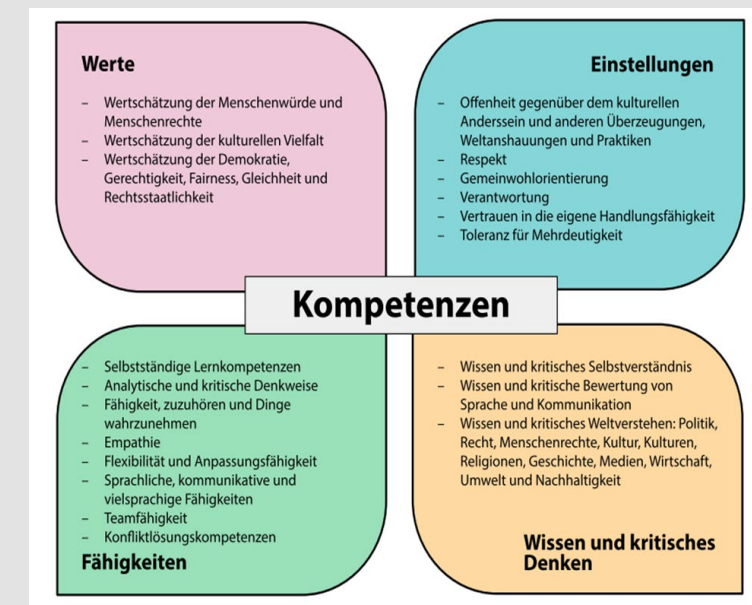 Werte
– Wertschätzung der Menschenwürde und
Menschenrechte
– Wertschätzung der kulturellen Vielfalt
– Wertschätzung der Demokratie,
Gerechtigkeit, Fairness, Gleichheit und
Rechtsstaatlichkeit
Einstellungen
– Offenheit gegenüber dem kulturellen
Anderssein und anderen Überzeugungen,
Weltanshauungen und Praktiken
– Respekt
– Gemeinwohlorientierung
– Verantwortung
– Vertrauen in die eigene Handlungsfähigkeit
– Toleranz für Mehrdeutigkeit
Kompetenzen
– Selbstständige Lernkompetenzen
– Analytische und kritische Denkweise
– Fähigkeit, zuzuhören und Dinge
wahrzunehmen
– Empathie
– Flexibilität und Anpassungsfähigkeit
– Sprachliche, kommunikative und
vielsprachige Fähigkeiten
– Teamfähigkeit
– Konfliktlösungskompetenzen
Fähigkeiten
– Wissen und kritisches Selbstverständnis
– Wissen und kritische Bewertung von
Sprache und Kommunikation
– Wissen und kritisches Weltverstehen: Politik,
Recht, Menschenrechte, Kultur, Kulturen,
Religionen, Geschichte, Medien, Wirtschaft,
Umwelt und Nachhaltigkeit
Wissen und kritisches
Denken